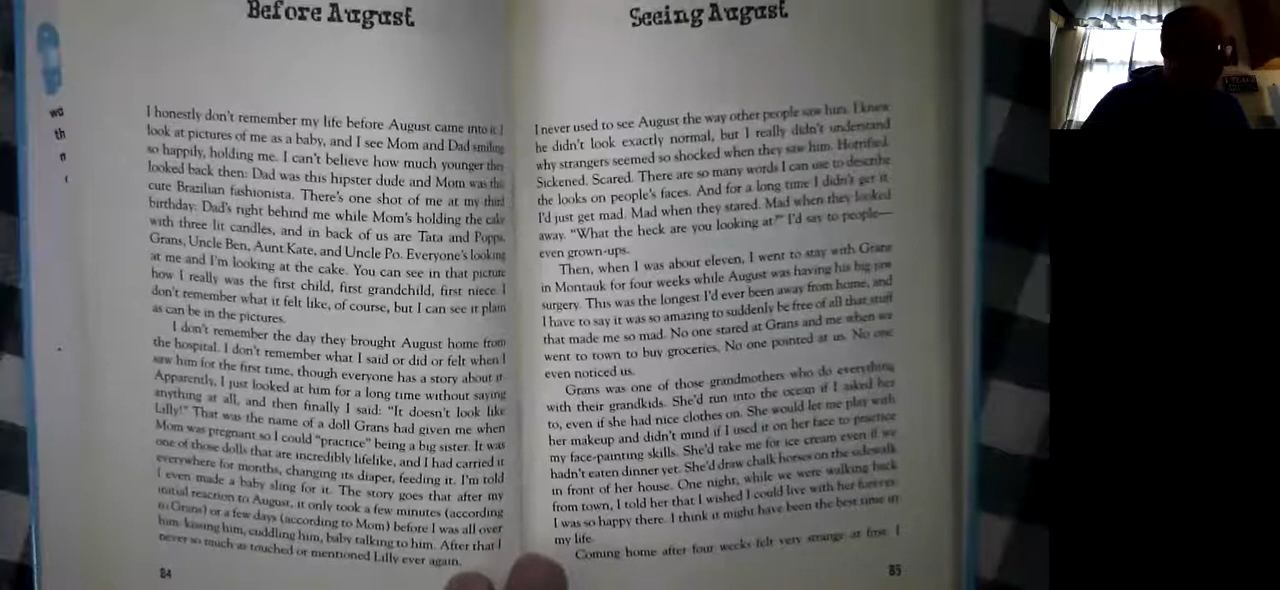 Before August
I honestly don't remember my life before August came into it. I
look at pictures of me as a baby, and I see Mom and Dad smiling
so happily, holding me. I can't believe how much younger they
looked back then: Dad was this hipster dude and Mom was this
cute Brazilian fashionista. There's one shot of me at my third
birthday: Dad's right behind me while Mom's holding the cake
with three lit candles, and in back of us are Tata and Poppa,
Grans, Uncle Ben, Aunt Kate, and Uncle Po. Everyone's looking
at me and I'm looking at the cake. You can see in that picture
how I really was the first child, first grandchild, first niece. I
don't remember what it felt like, of course, but I can see it plain
as can be in the pictures.
I don't remember the day they brought August home from
the hospital. I don't remember what I said or did or felt when I
saw him for the first time, though everyone has a story about it.
Apparently, I just looked at him for a long time without saying
anything at all, and then finally I said: "It doesn't look like
Lilly!" That was the name of a doll Grans had given me when
Mom was pregnant so I could "practice" being a big sister. It was
one of those dolls that are incredibly lifelike, and I had carried it
everywhere for months, changing its diaper, feeding it. I'm told
I even made a baby sling for it. The story goes that after my
initial reaction to August, it only took a few minutes (according
to Grans) or a few days (according to Mom) before I was all over
him: kissing him, cuddling him, baby talking to him. After that I
never so much as touched or mentioned Lilly ever again.
84
Seeing August
I never used to see August the way other people saw him. I knew
he didn't look exactly normal, but I really didn't understand
why strangers seemed so shocked when they saw him. Horrified.
Sickened. Scared. There are so many words I can use to describe
the looks on people's faces. And for a long time I didn't get it.
I'd just get mad. Mad when they stared. Mad when they looked
away. "What the heck are you looking at?" I'd say to people—
even grown-ups.
Then, when I was about eleven, I went to stay with Grans
in Montauk for four weeks while August was having his big jaw
surgery. This was the longest I'd ever been away from home, and
I have to say it was so amazing to suddenly be free of all that stuff
that made me so mad. No one stared at Grans and me when we
went to town to buy groceries. No one pointed at us. No one
even noticed us.
Grans was one of those grandmothers who do everything
with their grandkids. She'd run into the ocean if I asked her
to, even if she had nice clothes on. She would let me play with
her makeup and didn't mind if I used it on her face to practice
my face-painting skills. She'd take me for ice cream even if we
hadn't eaten dinner yet. She'd draw chalk horses on the sidewalk
in front of her house. One night, while we were walking back
from town, I told her that I wished I could live with her forever.
I was so happy there. I think it might have been the best time in
my life.
Coming home after four weeks felt very strange at first. I
85